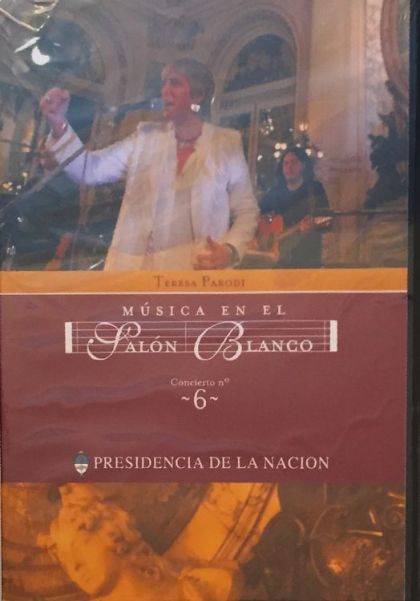 TERESA PARODI
MÚSICA EN EL
SALÓN BLANCO
Concierto nº
~6~
PRESIDENCIA DE LA NACION